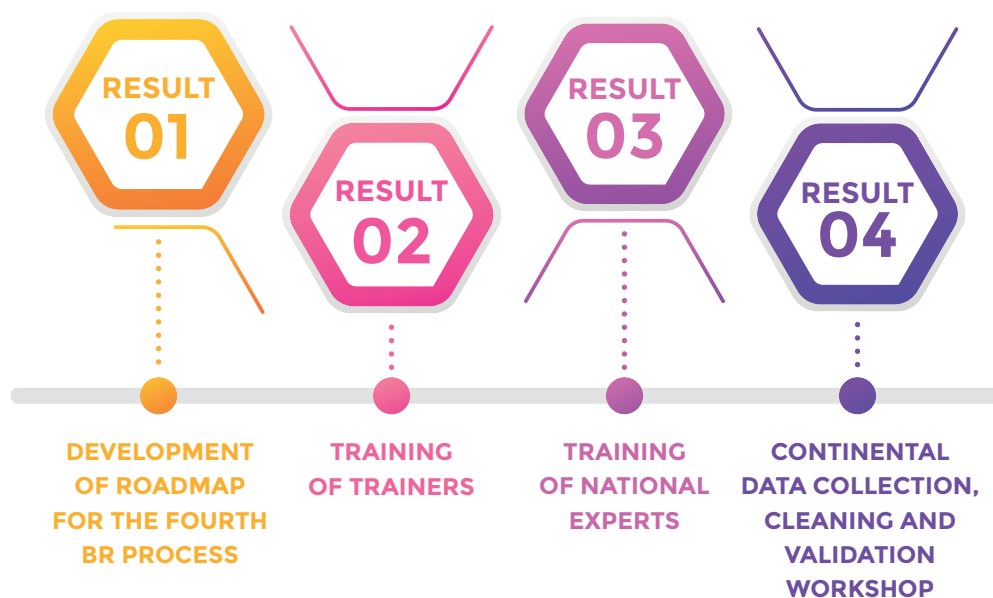 RESULT
01
RESULT
02
RESULT
03
RESULT
04
DEVELOPMENT
OF ROADMAP
FOR THE FOURTH
BR PROCESS
TRAINING
OF TRAINERS
TRAINING
OF NATIONAL
EXPERTS
CONTINENTAL
DATA COLLECTION,
CLEANING AND
VALIDATION
WORKSHOP